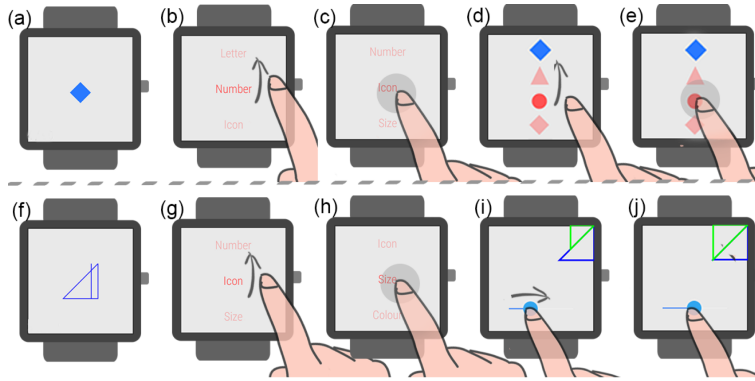 (a)
(b)
Letter
Number
Icon
(c)
Number
Icon
Size
(d)
(e)
(f)
(g)
Number
Icon
Size
(h)
Icon
Size
Colour
(i)
(j)